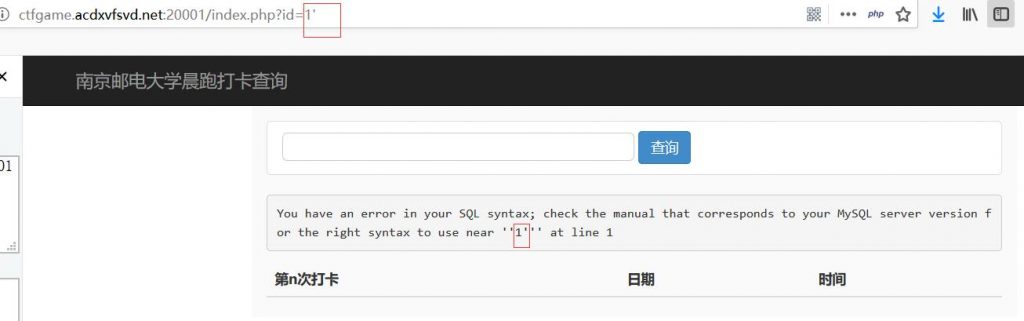 ctfgame.acdxvfsvd.net:20001/index.php?id=1'
php
南京邮电大学晨跑打卡查询
01
查询
You have an error in your SQL syntax; check the manual that corresponds to your MySQL server version f
or the right syntax to use near ''1''' at line 1
第n次打卡 日期 时间